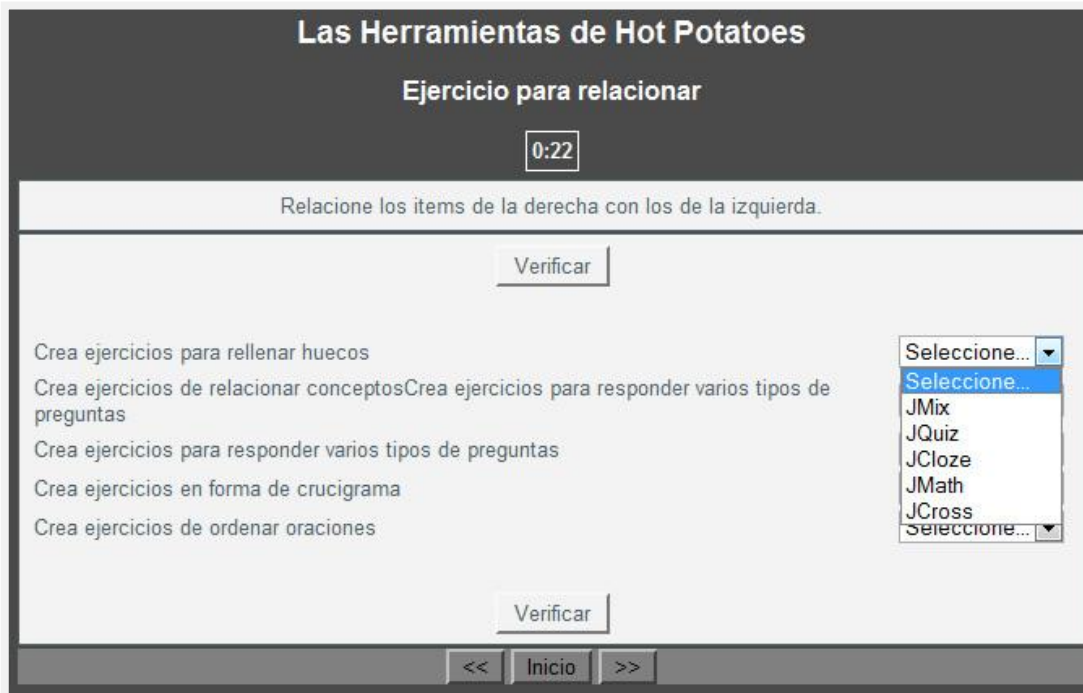 Las Herramientas de Hot Potatoes
Ejercicio para relacionar
0:22
Relacione los items de la derecha con los de la izquierda.
Verificar
Crea ejercicios para rellenar huecos
Seleccione...
Crea ejercicios de relacionar conceptosCrea ejercicios para responder varios tipos de
preguntas
Crea ejercicios para responder varios tipos de preguntas
Crea ejercicios en forma de crucigrama
Crea ejercicios de ordenar oraciones
Seleccione...
JMix
JQuiz
JCloze
JMath
JCross
Seleccione...
Verificar
<< Inicio >>